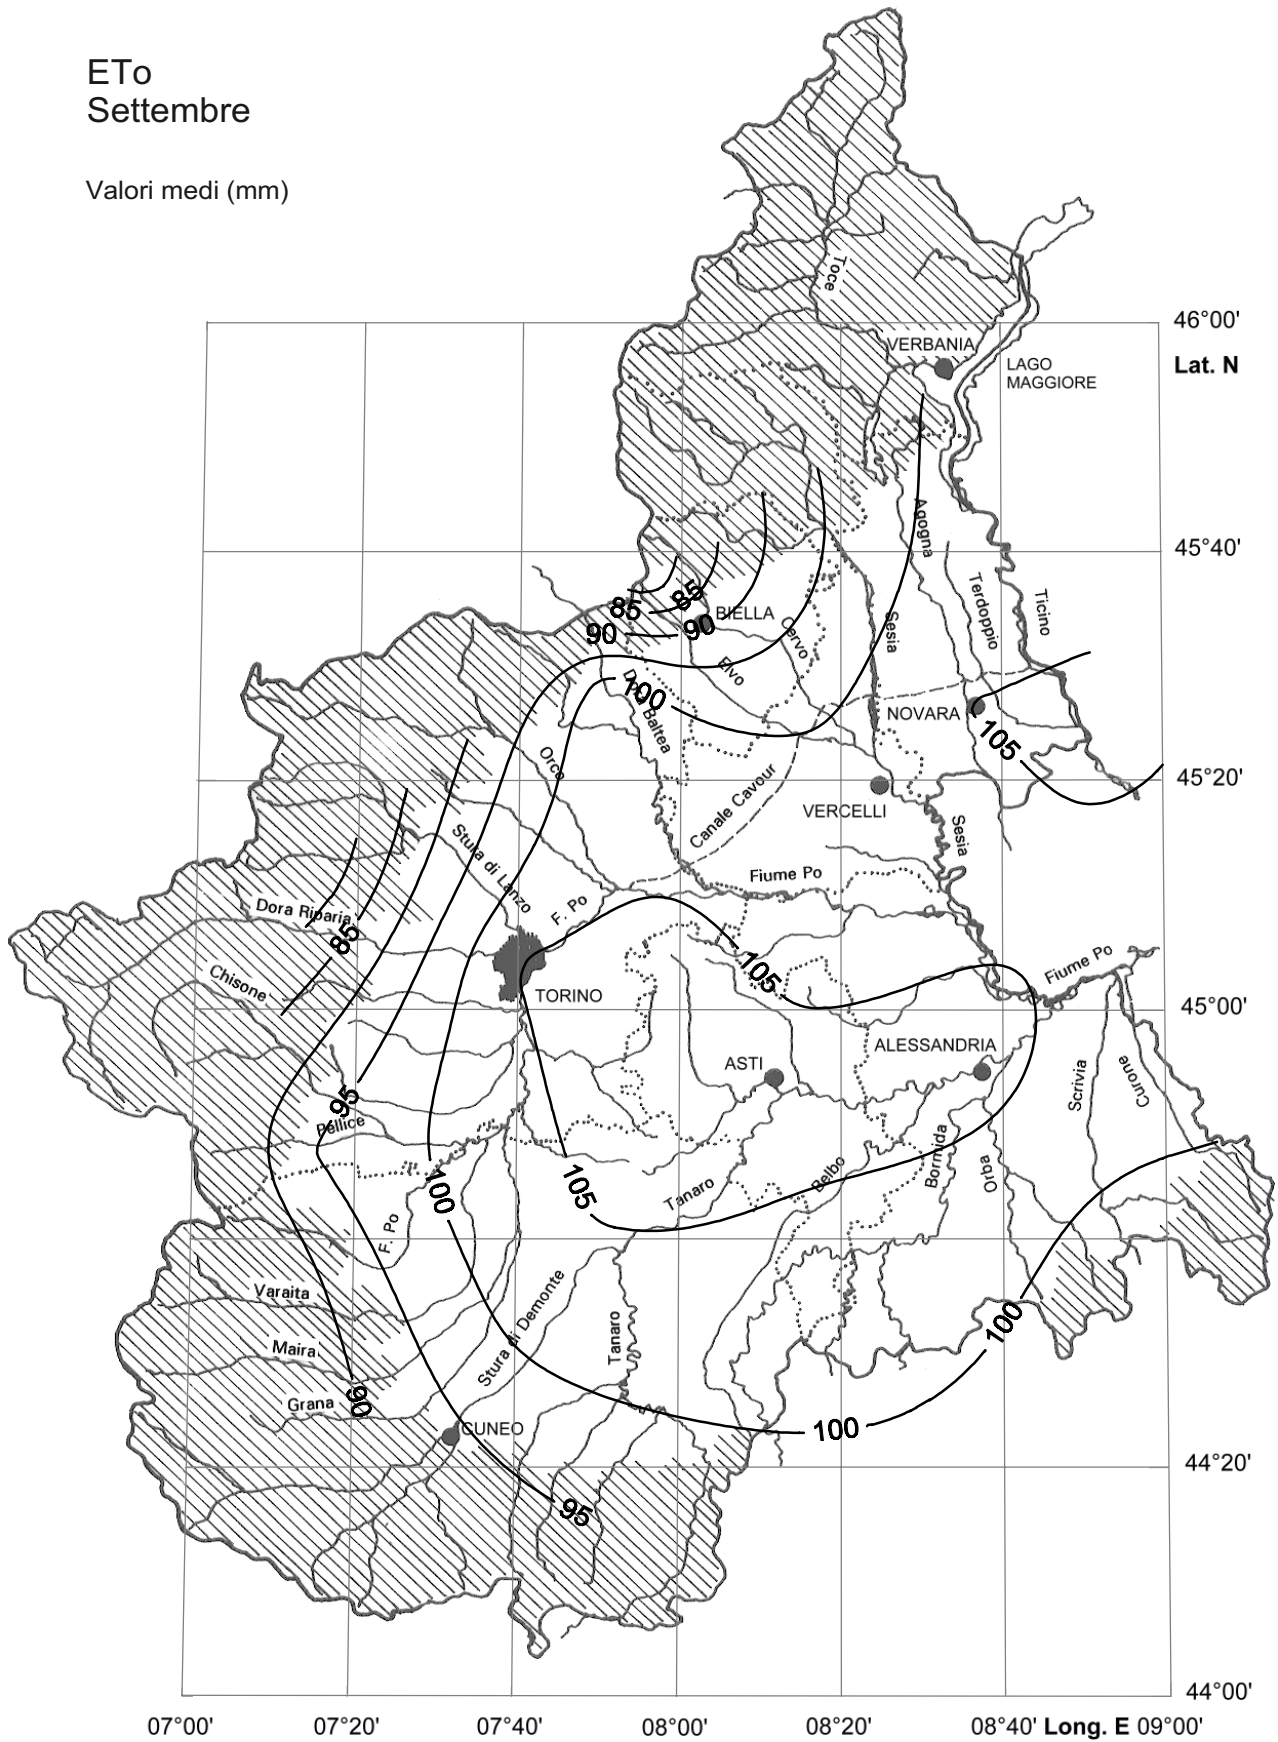 ETo
Settembre
Valori medi (mm)
Toce
46°00'
VERBANIA
Lat. N
LAGO
MAGGIORE
Agogna
45°40'
Terdoppio
Ticino
85
85
BIELLA
90
90
Cervo
Sesia
Elvo
100
Dora Baltea
NOVARA
105
Orco
45°20'
Canale Cavour
VERCELLI
Stura di Lanzo
Sesia
Fiume Po
Dora Riparia
F. Po
85
105
Fiume Po
Chisone
TORINO
45°00'
ALESSANDRIA
ASTI
Scrivia
Curone
95
Pellice
Bormida
Orba
Belbo
100
105
Tanaro
F. Po
Varaita
Stura di Demonte
Tanaro
100
Maira
Grana
90
CUNEO
100
44°20'
95
44°00'
07°00' 07°20' 07°40' 08°00' 08°20' 08°40' Long. E 09°00'